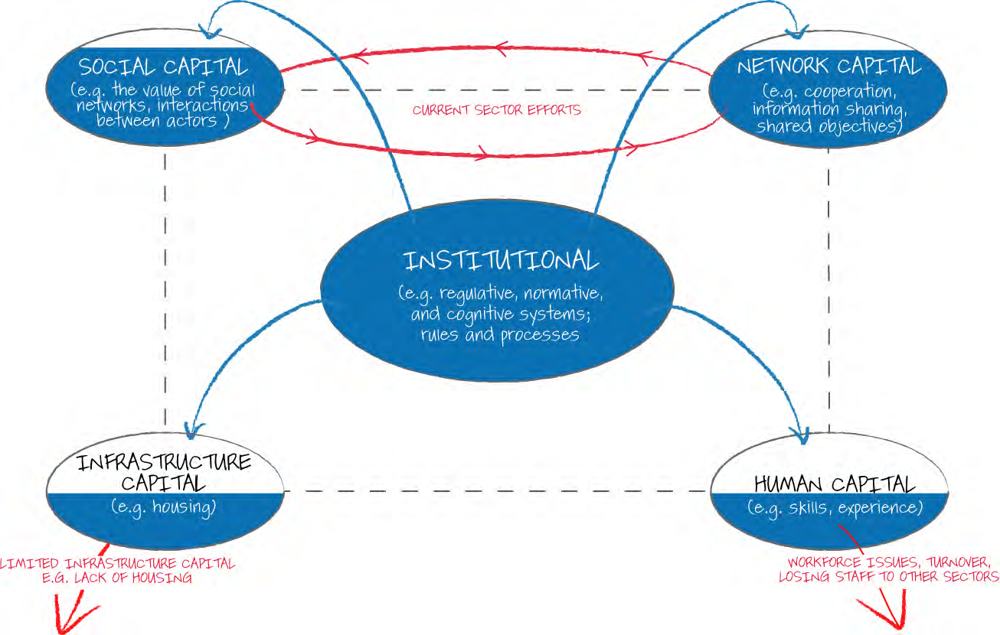 SOCIAL CAPITAL
(e.g. the value of social
networks, interactions
between actors )
NETWORK CAPITAL
(e.g. cooperation,
information sharing,
shared objectives)
CURRENT SECTOR EFFORTS
INSTITUTIONAL
(e.g. regulative, normative,
and cognitive systems;
rules and processes
INFRASTRUCTURE
CAPITAL
(e.g. housing)
HUMAN CAPITAL
(e.g. skills, experience)
LIMITED INFRASTRUCTURE CAPITAL
E.G. LACK OF HOUSING
WORKFORCE ISSUES, TURNOVER,
LOSING STAFF TO OTHER SECTORS